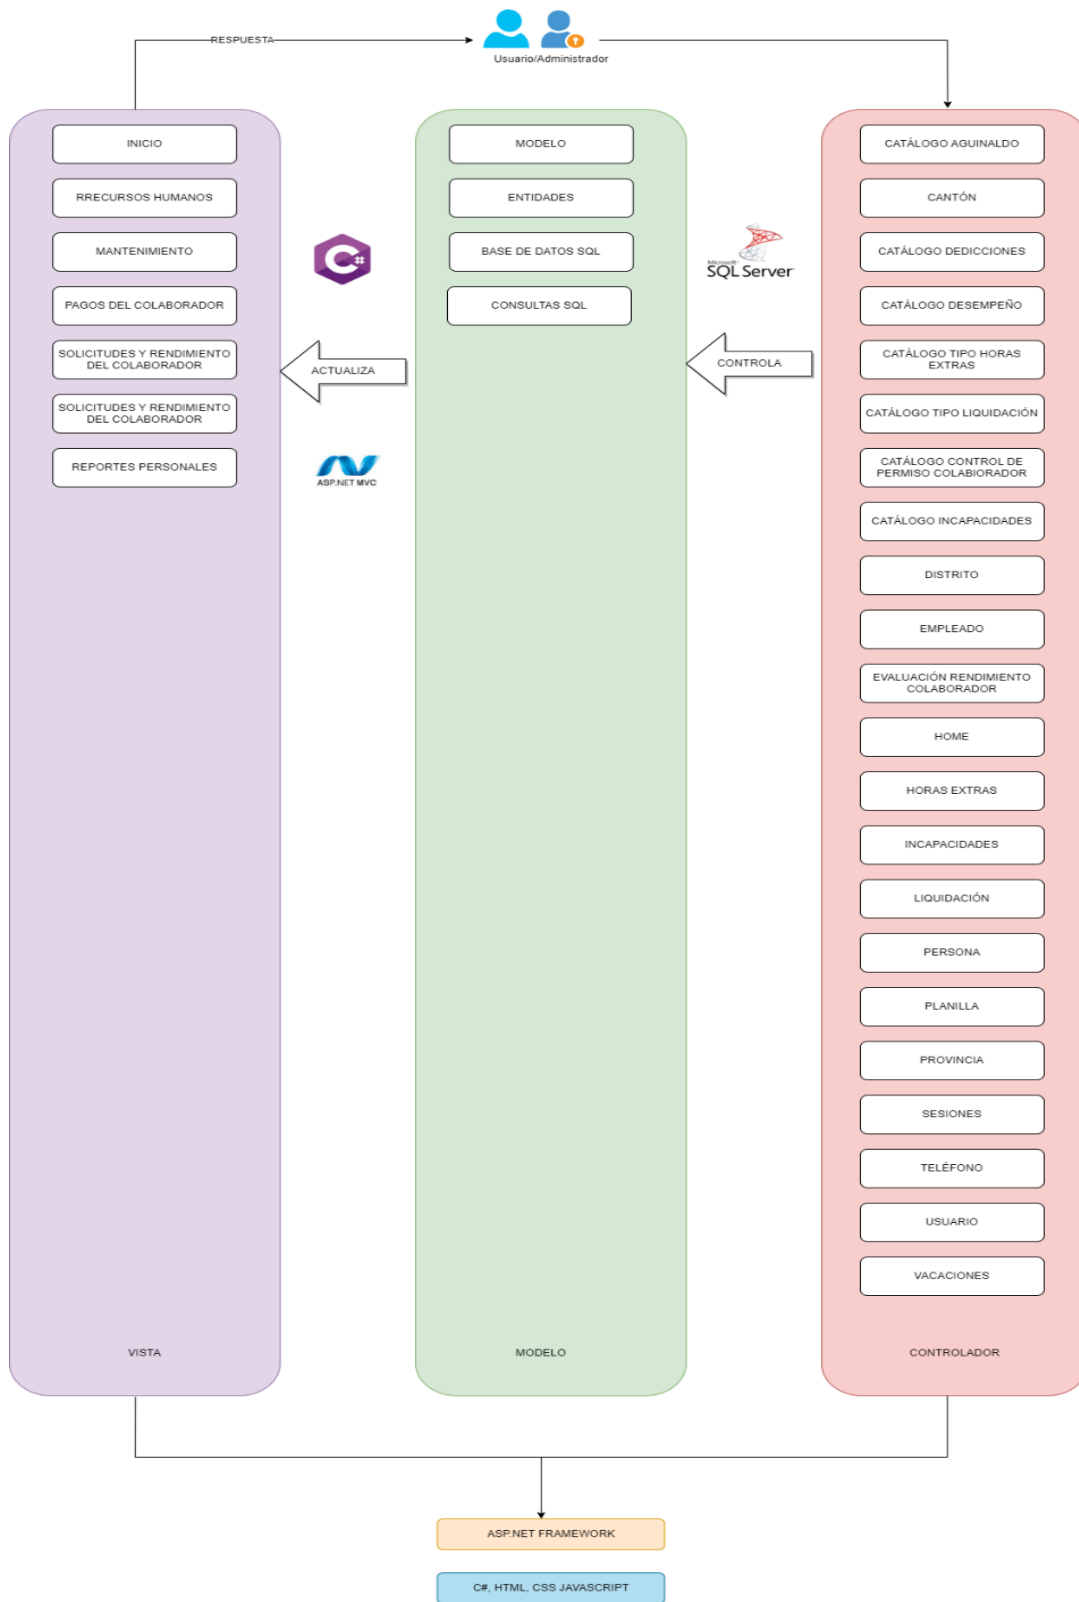 RESPUESTA
Usuario/Administrador
INICIO
RRECURSOS HUMANOS
MANTENIMIENTO
PAGOS DEL COLABORADOR
SOLICITUDES Y RENDIMIENTO
DEL COLABORADOR
SOLICITUDES Y RENDIMIENTO
DEL COLABORADOR
REPORTES PERSONALES
VISTA
C#
ACTUALIZA
ASP.NET MVC
MODELO
ENTIDADES
BASE DE DATOS SQL
CONSULTAS SQL
MODELO
Microsoft
SQL Server
CONTROLA
CATÁLOGO AGUINALDO
CANTÓN
CATÁLOGO DEDICCIONES
CATÁLOGO DESEMPEÑO
CATÁLOGO TIPO HORAS
EXTRAS
CATÁLOGO TIPO LIQUIDACIÓN
CATÁLOGO CONTROL DE
PERMISO COLABIORADOR
CATÁLOGO INCAPACIDADES
DISTRITO
EMPLEADO
EVALUACIÓN RENDIMIENTO
COLABORADOR
HOME
HORAS EXTRAS
INCAPACIDADES
LIQUIDACIÓN
PERSONA
PLANILLA
PROVINCIA
SESIONES
TELÉFONO
USUARIO
VACACIONES
CONTROLADOR
ASP.NET FRAMEWORK
C#, HTML, CSS JAVASCRIPT